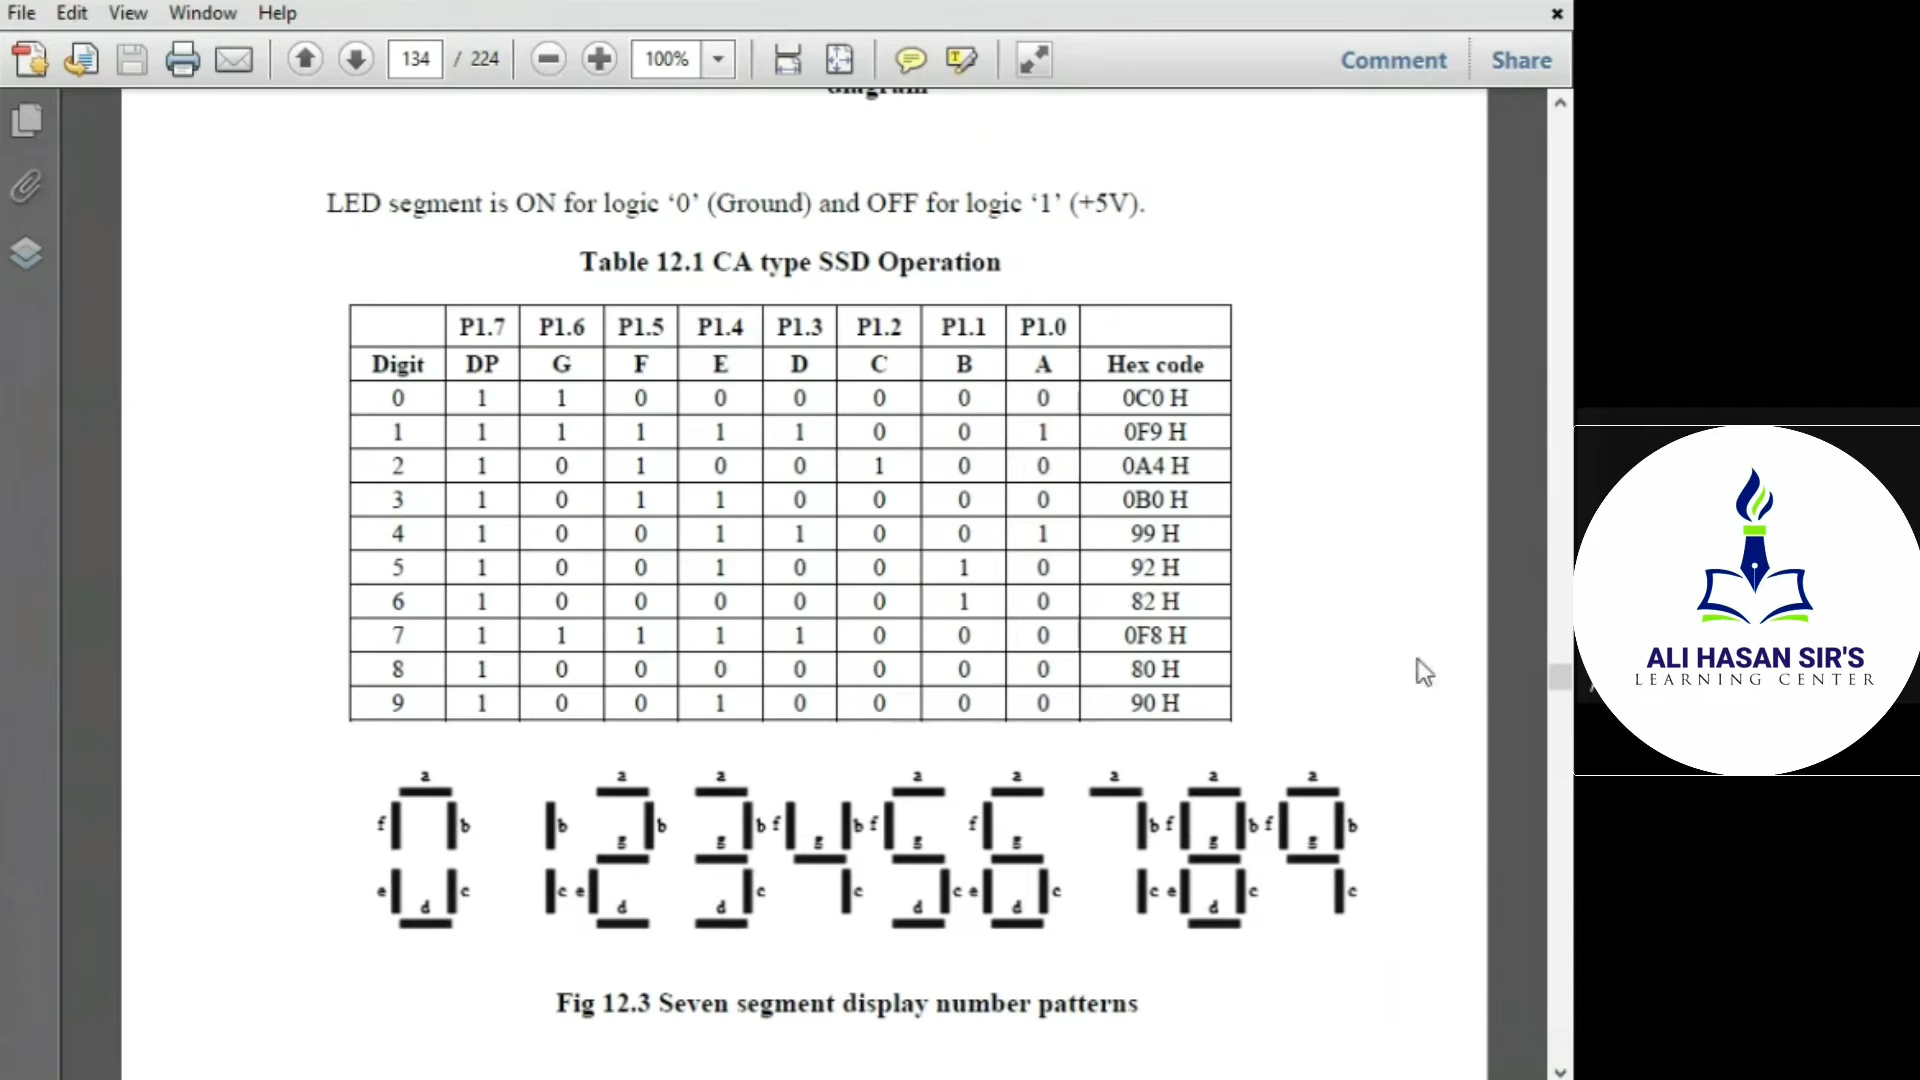 File Edit View Window Help
134 / 224 100% Comment Share
diagram
LED segment is ON for logic ‘0’ (Ground) and OFF for logic ‘1’ (+5V).
Table 12.1 CA type SSD Operation
P1.7 P1.6 P1.5 P1.4 P1.3 P1.2 P1.1 P1.0
Digit DP G F E D C B A Hex code
0 1 1 0 0 0 0 0 0 0C0 H
1 1 1 1 1 1 0 0 1 0F9 H
2 1 0 1 0 0 1 0 0 0A4 H
3 1 0 1 1 0 0 0 0 0B0 H
4 1 0 0 1 1 0 0 1 99 H
5 1 0 0 1 0 0 1 0 92 H
6 1 0 0 0 0 0 1 0 82 H
7 1 1 1 1 1 0 0 0 0F8 H
8 1 0 0 0 0 0 0 0 80 H
9 1 0 0 1 0 0 0 0 90 H
a a a a a a a a
f b b b b f b f f b f b f b
g g g g g g g
e c c e c c c e c c e c c
d d d d d d
Fig 12.3 Seven segment display number patterns
ALI HASAN SIR'S
LEARNING CENTER